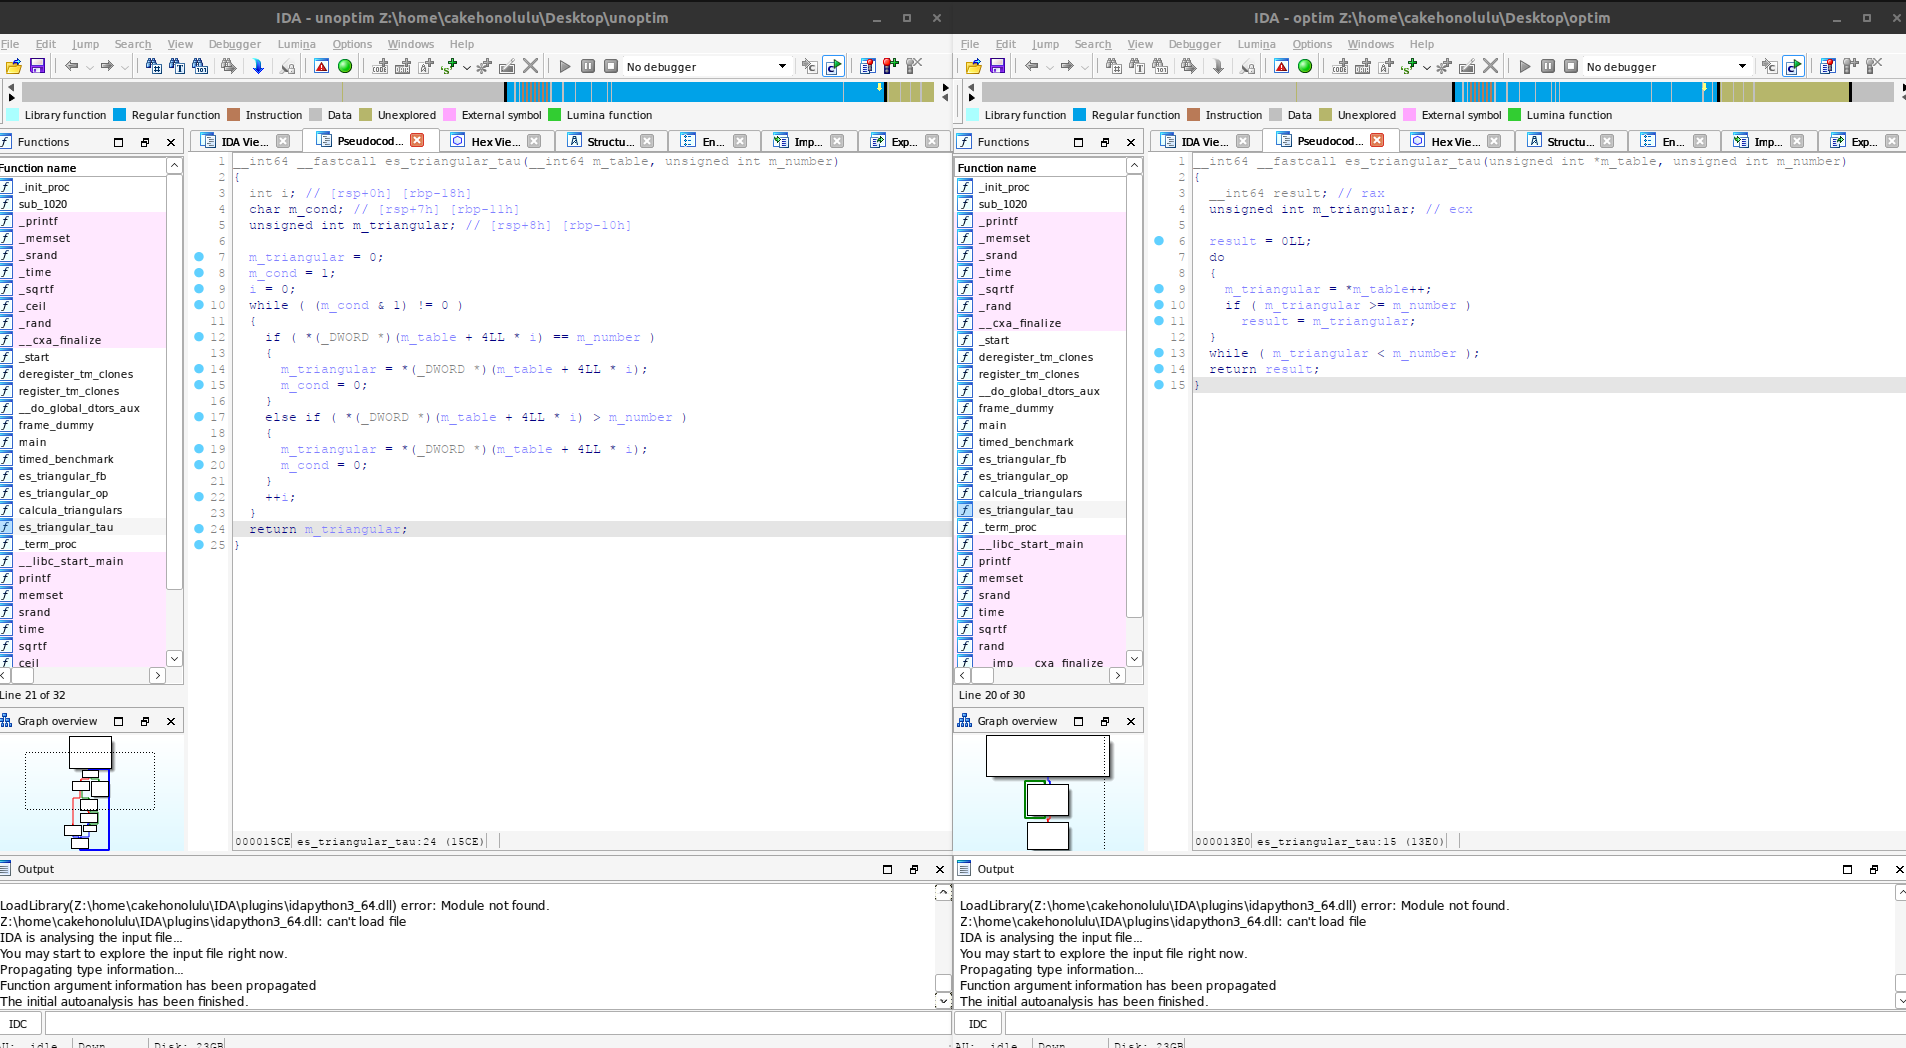 IDA - unoptim Z:\home\cakehonolulu\Desktop\unoptim
File Edit Jump Search View Debugger Lumina Options Windows Help
No debugger
Library function Regular function Instruction Data Unexplored External symbol Lumina function
Functions
Function name
_init_proc
sub_1020
_printf
_memset
_srand
_time
_sqrtf
_ceil
_rand
__cxa_finalize
_start
deregister_tm_clones
register_tm_clones
__do_global_dtors_aux
frame_dummy
main
timed_benchmark
es_triangular_fb
es_triangular_op
calcula_triangulars
es_triangular_tau
_term_proc
__libc_start_main
printf
memset
srand
time
sqrtf
ceil
Line 21 of 32
Graph overview
IDA Vie... Pseudocod... Hex Vie... Structu... En... Imp... Exp...
1 __int64 __fastcall es_triangular_tau(__int64 m_table, unsigned int m_number)
2 {
3 int i; // [rsp+0h] [rbp-18h]
4 char m_cond; // [rsp+7h] [rbp-11h]
5 unsigned int m_triangular; // [rsp+8h] [rbp-10h]
6
7 m_triangular = 0;
8 m_cond = 1;
9 i = 0;
10 while ( (m_cond & 1) != 0 )
11 {
12 if ( *(_DWORD *)(m_table + 4LL * i) == m_number )
13 {
14 m_triangular = *(_DWORD *)(m_table + 4LL * i);
15 m_cond = 0;
16 }
17 else if ( *(_DWORD *)(m_table + 4LL * i) > m_number )
18 {
19 m_triangular = *(_DWORD *)(m_table + 4LL * i);
20 m_cond = 0;
21 }
22 ++i;
23 }
24 return m_triangular;
25 }
000015CE es_triangular_tau:24 (15CE)
Output
LoadLibrary(Z:\home\cakehonolulu\IDA\plugins\idapython3_64.dll) error: Module not found.
Z:\home\cakehonolulu\IDA\plugins\idapython3_64.dll: can't load file
IDA is analysing the input file...
You may start to explore the input file right now.
Propagating type information...
Function argument information has been propagated
The initial autoanalysis has been finished.
IDC
AU: idle Down Disk: 23GB
IDA - optim Z:\home\cakehonolulu\Desktop\optim
File Edit Jump Search View Debugger Lumina Options Windows Help
No debugger
Library function Regular function Instruction Data Unexplored External symbol Lumina function
Functions
Function name
_init_proc
sub_1020
_printf
_memset
_srand
_time
_sqrtf
_rand
__cxa_finalize
_start
deregister_tm_clones
register_tm_clones
__do_global_dtors_aux
frame_dummy
main
timed_benchmark
es_triangular_fb
es_triangular_op
calcula_triangulars
es_triangular_tau
_term_proc
__libc_start_main
printf
memset
srand
time
sqrtf
rand
__imp___cxa_finalize
Line 20 of 30
Graph overview
IDA Vie... Pseudocod... Hex Vie... Structu... En... Imp... Exp...
1 __int64 __fastcall es_triangular_tau(unsigned int *m_table, unsigned int m_number)
2 {
3 __int64 result; // rax
4 unsigned int m_triangular; // ecx
5
6 result = 0LL;
7 do
8 {
9 m_triangular = *m_table++;
10 if ( m_triangular >= m_number )
11 result = m_triangular;
12 }
13 while ( m_triangular < m_number );
14 return result;
15 }
000013E0 es_triangular_tau:15 (13E0)
Output
LoadLibrary(Z:\home\cakehonolulu\IDA\plugins\idapython3_64.dll) error: Module not found.
Z:\home\cakehonolulu\IDA\plugins\idapython3_64.dll: can't load file
IDA is analysing the input file...
You may start to explore the input file right now.
Propagating type information...
Function argument information has been propagated
The initial autoanalysis has been finished.
IDC
AU: idle Down Disk: 23GB